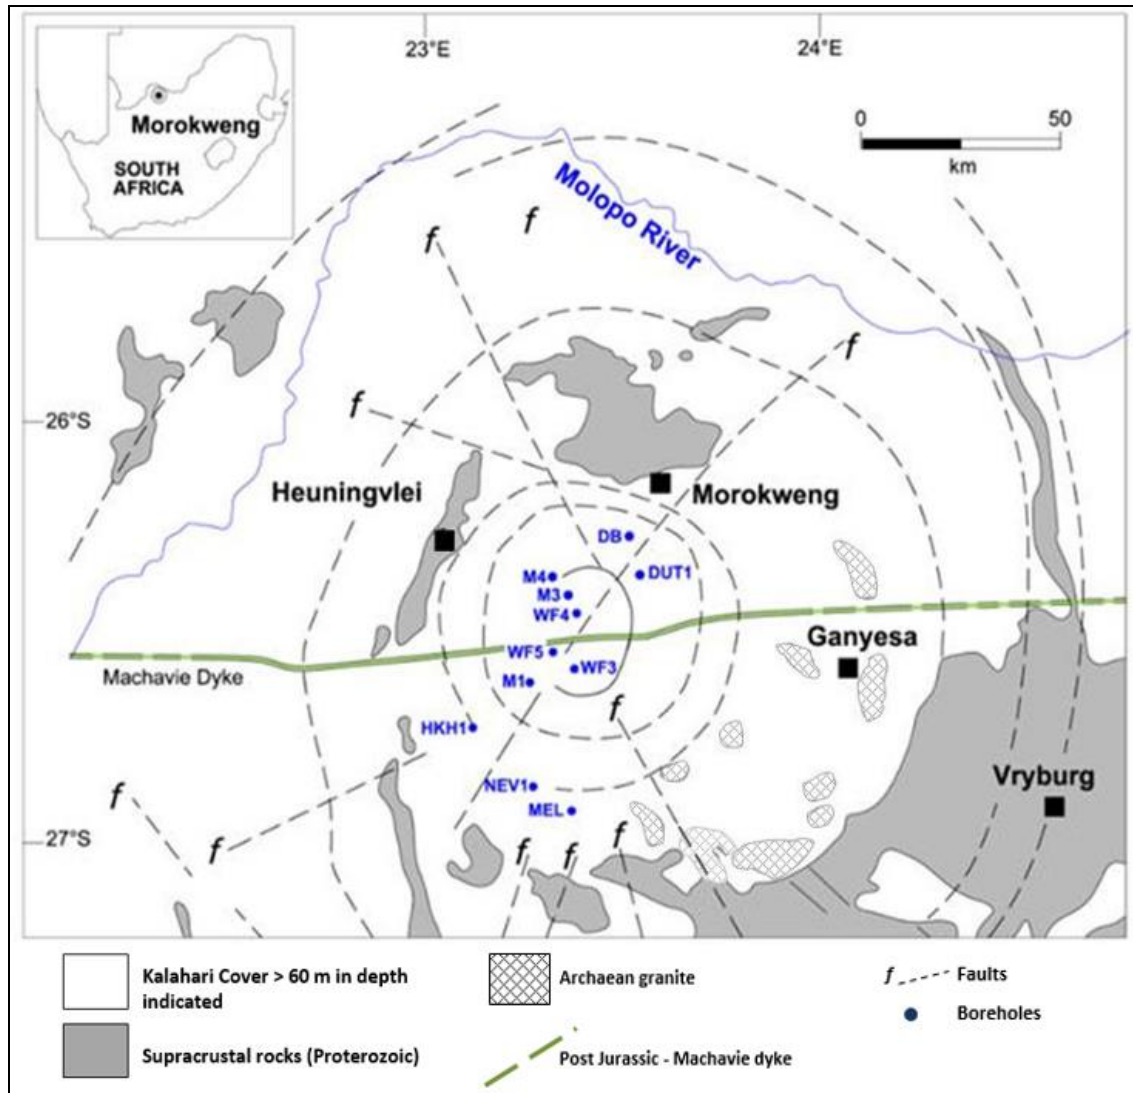 23°E
24°E
Morokweng
SOUTH
AFRICA
0
50
km
Molopo River
f
f
f
f
26°S
Heuningvlei
Morokweng
DB
M4
DUT1
M3
WF4
Ganyesa
WF5
WF3
M1
Machavie Dyke
f
HKH1
NEV1
Vryburg
f
MEL
27°S
f
f
f
f
Kalahari Cover > 60 m in depth
indicated
Archaean granite
f
Faults
Boreholes
Supracrustal rocks (Proterozoic)
Post Jurassic - Machavie dyke